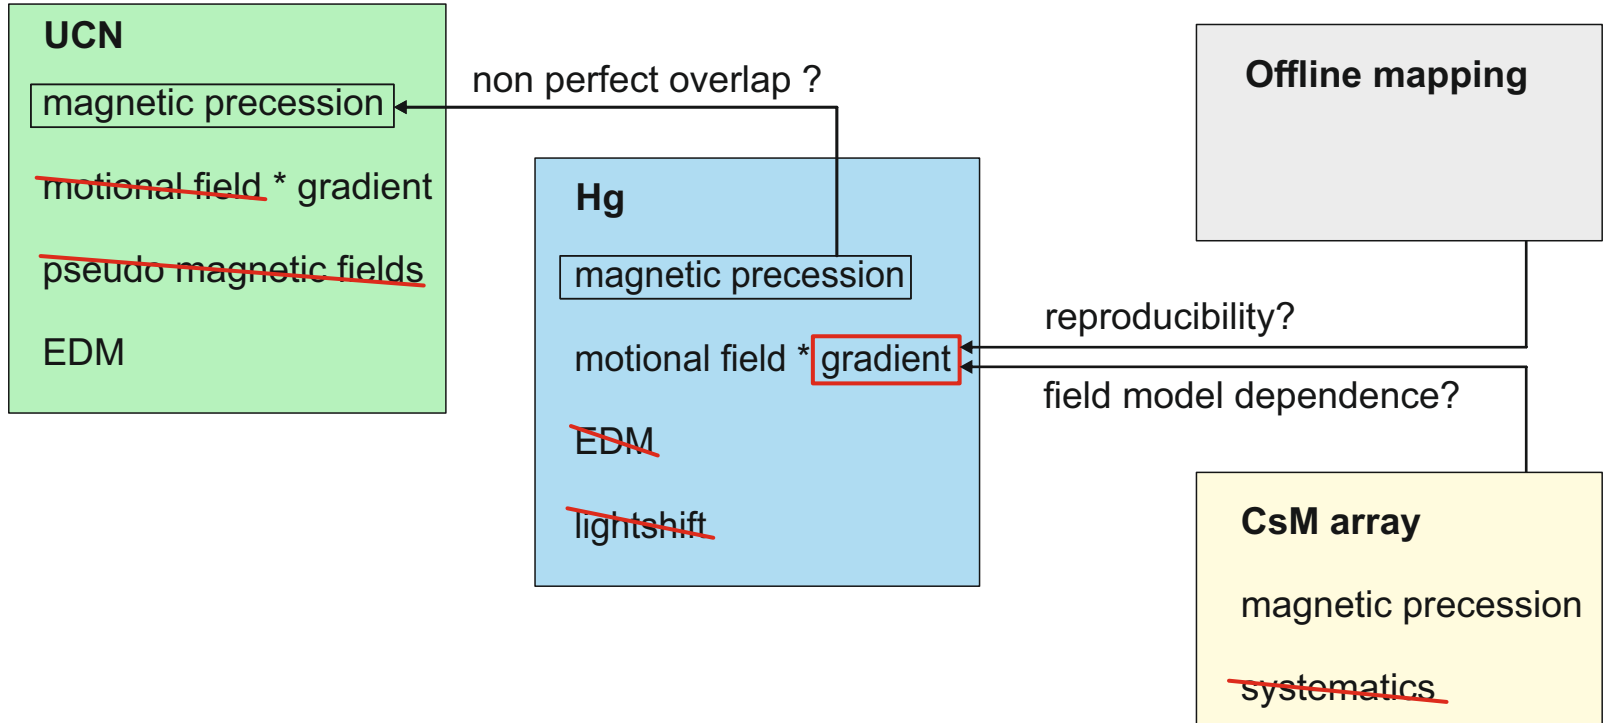 UCN
magnetic precession
motional field * gradient
pseudo magnetic fields
EDM
non perfect overlap ?
Hg
magnetic precession
motional field * gradient
EDM
lightshift
Offline mapping
reproducibility?
field model dependence?
CsM array
magnetic precession
systematics